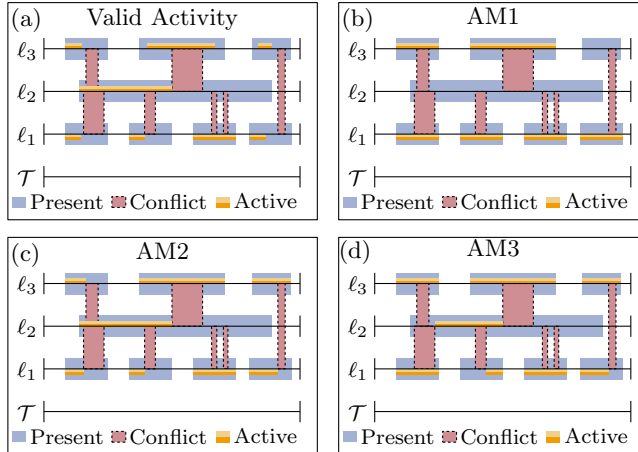 (a) Valid Activity
ℓ₃
ℓ₂
ℓ₁
𝒯
Present Conflict Active
(b) AM1
ℓ₃
ℓ₂
ℓ₁
𝒯
Present Conflict Active
(c) AM2
ℓ₃
ℓ₂
ℓ₁
𝒯
Present Conflict Active
(d) AM3
ℓ₃
ℓ₂
ℓ₁
𝒯
Present Conflict Active